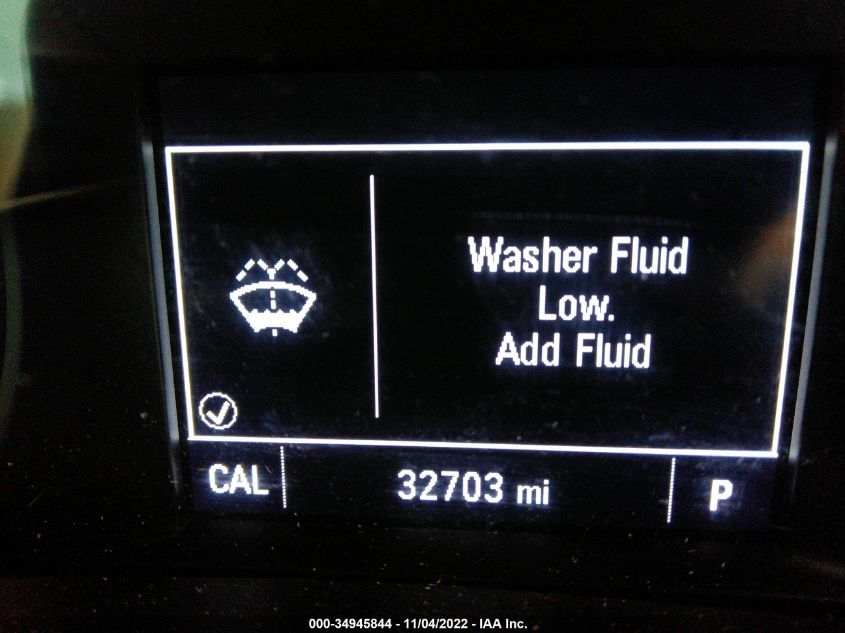 Washer Fluid
Low.
Add Fluid
CAL 32703 mi P
000-34945844 - 11/04/2022 - IAA Inc.